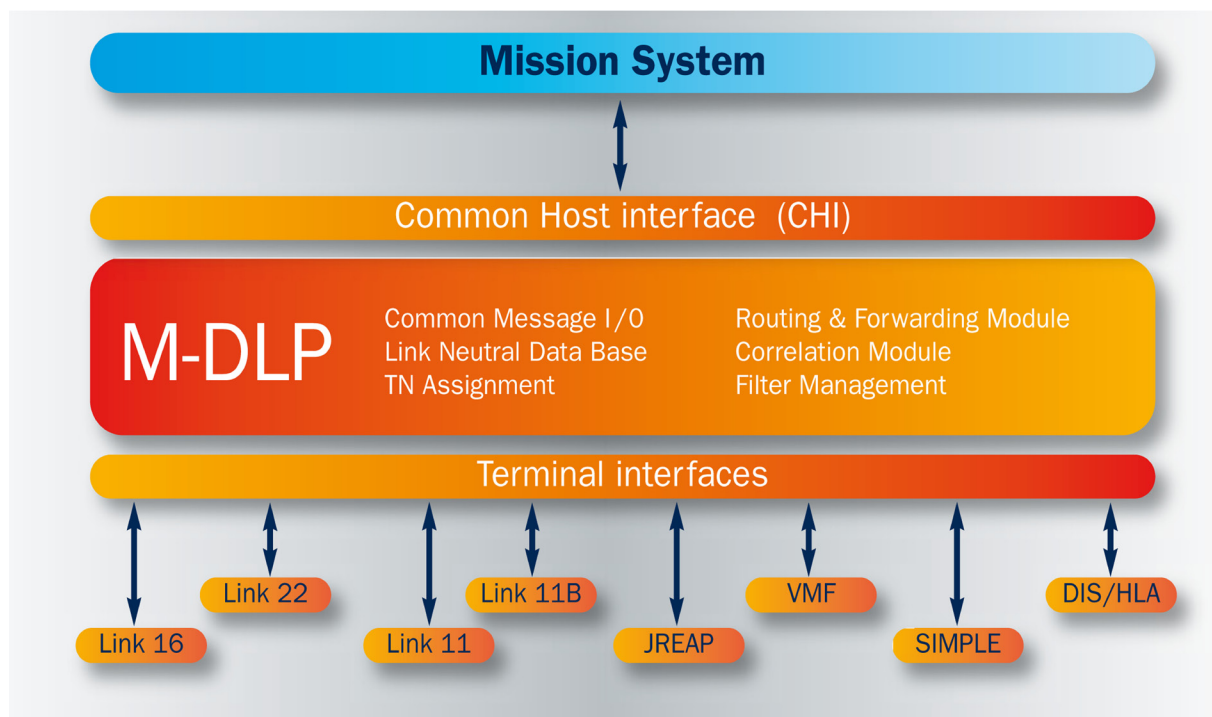 Mission System
Common Host interface (CHI)
M-DLP
Common Message I/O
Link Neutral Data Base
TN Assignment
Routing & Forwarding Module
Correlation Module
Filter Management
Terminal interfaces
Link 22
Link 11B
VMF
DIS/HLA
Link 16
Link 11
JREAP
SIMPLE